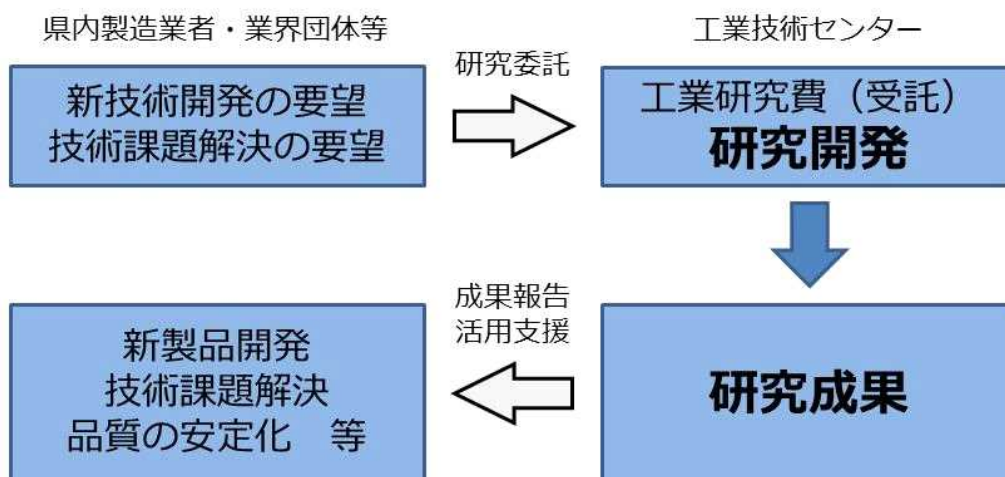 県内製造業者・業界団体等
工業技術センター
新技術開発の要望
技術課題解決の要望
研究委託
工業研究費（受託）
研究開発
成果報告
活用支援
研究成果
新製品開発
技術課題解決
品質の安定化　等